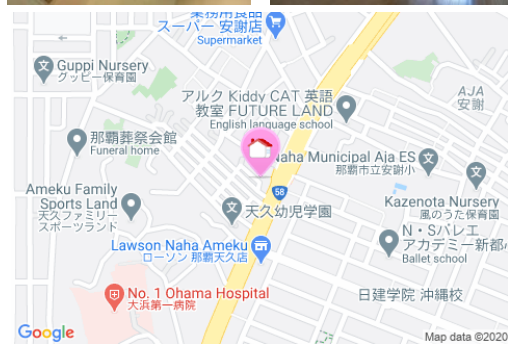 業務用食品
スーパー 安謝店
Supermarket
Guppi Nursery
グッピー保育園
AJA
安謝
アルク Kiddy CAT 英語
教室 FUTURE LAND
English language school
那覇葬祭会館
Funeral home
Naha Municipal Aja ES
那覇市立安謝小
Ameku Family
Sports Land
天久ファミリー
スポーツランド
58
Kazenota Nursery
風のうた保育園
天久幼児学園
N・Sバレエ
アカデミー新都
Ballet school
Lawson Naha Ameku
ローソン 那覇天久店
No. 1 Ohama Hospital
大浜第一病院
日建学院 沖縄校
Google
Map data ©2020